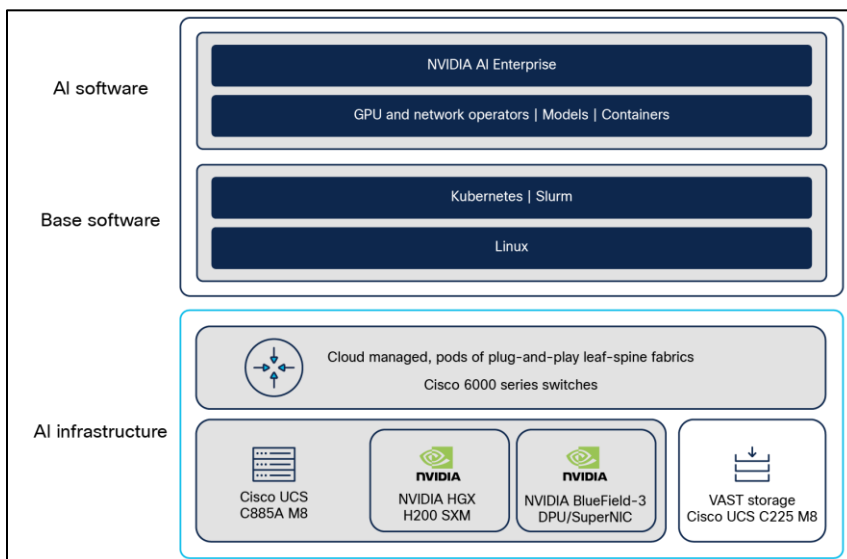 AI software
NVIDIA AI Enterprise
GPU and network operators | Models | Containers
Base software
Kubernetes | Slurm
Linux
AI infrastructure
Cloud managed, pods of plug-and-play leaf-spine fabrics
Cisco 6000 series switches
Cisco UCS
C885A M8
NVIDIA
NVIDIA HGX
H200 SXM
NVIDIA
NVIDIA BlueField-3
DPU/SuperNIC
VAST storage
Cisco UCS C225 M8